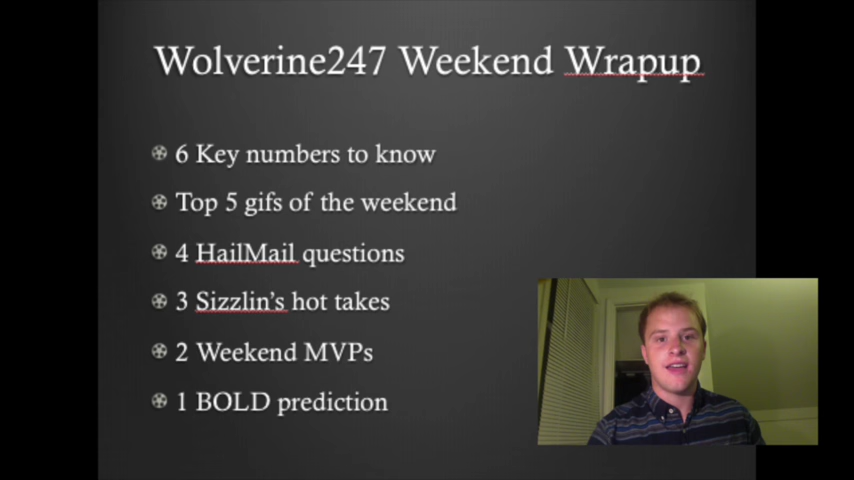 Wolverine247 Weekend Wrapup
6 Key numbers to know
Top 5 gifs of the weekend
4 HailMail questions
3 Sizzlin's hot takes
2 Weekend MVPs
1 BOLD prediction